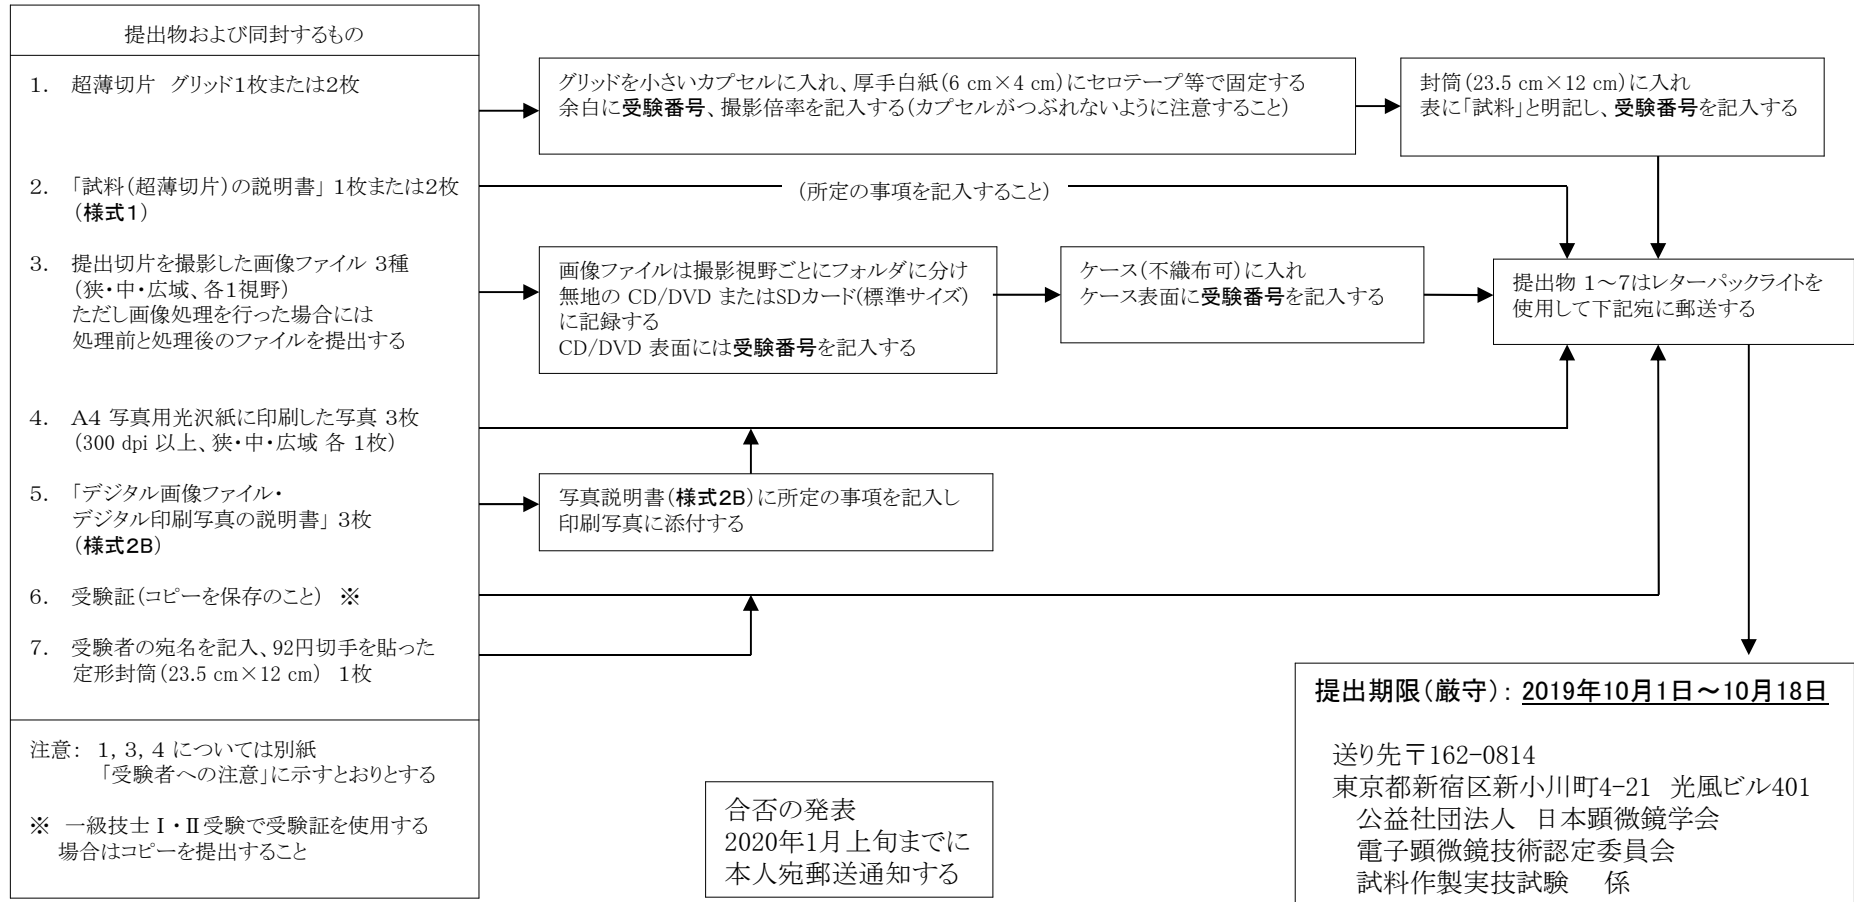 提出物および同封するもの
1. 超薄切片 グリッド1枚または2枚
グリッドを小さいカプセルに入れ、厚手白紙(6 cm×4 cm)にセロテープ等で固定する
余白に受験番号、撮影倍率を記入する(カプセルがつぶれないように注意すること)
封筒(23.5 cm×12 cm)に入れ
表に「試料」と明記し、受験番号を記入する
2. 「試料(超薄切片)の説明書」 1枚または2枚
(様式1)
(所定の事項を記入すること)
3. 提出切片を撮影した画像ファイル 3種
(狭・中・広域、各1視野)
ただし画像処理を行った場合には
処理前と処理後のファイルを提出する
画像ファイルは撮影視野ごとにフォルダに分け
無地の CD/DVD またはSDカード(標準サイズ)
に記録する
CD/DVD 表面には受験番号を記入する
ケース(不織布可)に入れ
ケース表面に受験番号を記入する
提出物 1～7はレターパックライトを
使用して下記宛に郵送する
4. A4 写真用光沢紙に印刷した写真 3枚
(300 dpi 以上、狭・中・広域 各 1枚)
5. 「デジタル画像ファイル・
デジタル印刷写真の説明書」 3枚
(様式2B)
写真説明書(様式2B)に所定の事項を記入し
印刷写真に添付する
6. 受験証(コピーを保存のこと) ※
7. 受験者の宛名を記入、92円切手を貼った
定形封筒(23.5 cm×12 cm) 1枚
注意: 1, 3, 4 については別紙
「受験者への注意」に示すとおりとする
※ 一級技士Ⅰ・Ⅱ受験で受験証を使用する
場合はコピーを提出すること
合否の発表
2020年1月上旬までに
本人宛郵送通知する
提出期限(厳守): 2019年10月1日～10月18日
送り先〒162-0814
東京都新宿区新小川町4-21 光風ビル401
公益社団法人 日本顕微鏡学会
電子顕微鏡技術認定委員会
試料作製実技試験 係